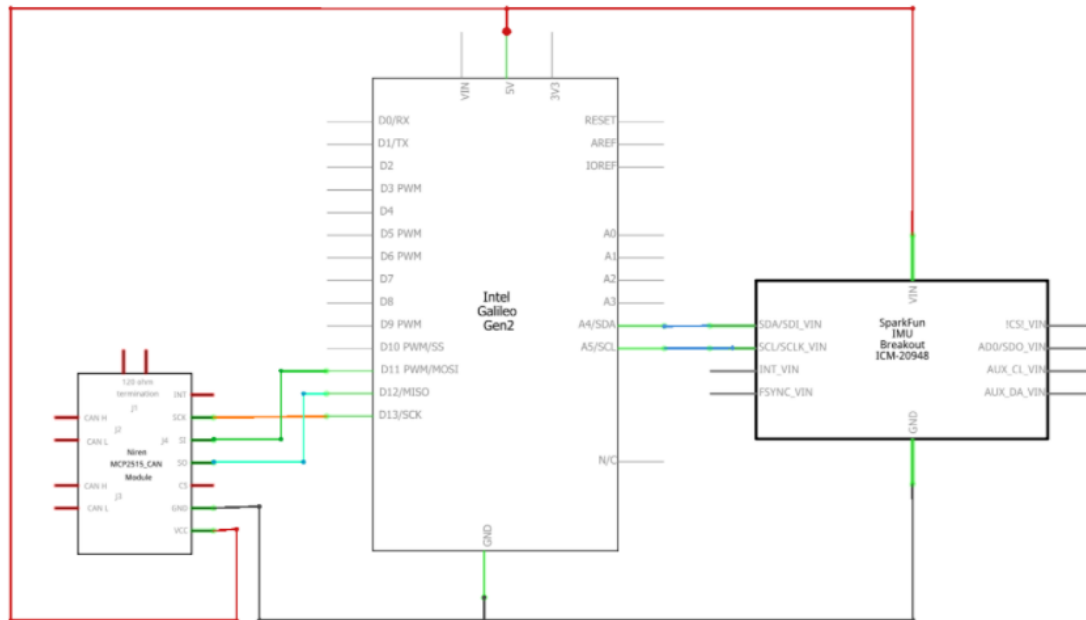 VIN
5V
3V3
D0/RX
D1/TX
D2
D3 PWM
D4
D5 PWM
D6 PWM
D7
D8
D9 PWM
D10 PWM/SS
D11 PWM/MOSI
D12/MISO
D13/SCK
RESET
AREF
IOREF
A0
A1
A2
A3
A4/SDA
A5/SCL
N/C
GND
Intel
Galileo
Gen2
120 ohm
termination
J1
CAN H
J2
CAN L
Niren
MCP2515_CAN
Module
CAN H
J3
CAN L
INT
SCK
J4
SI
SO
CS
GND
VCC
VIN
SDA/SDI_VIN
SCL/SCLK_VIN
INT_VIN
FSYNC_VIN
SparkFun
IMU
Breakout
ICM-20948
!CS!_VIN
AD0/SDO_VIN
AUX_CL_VIN
AUX_DA_VIN
GND